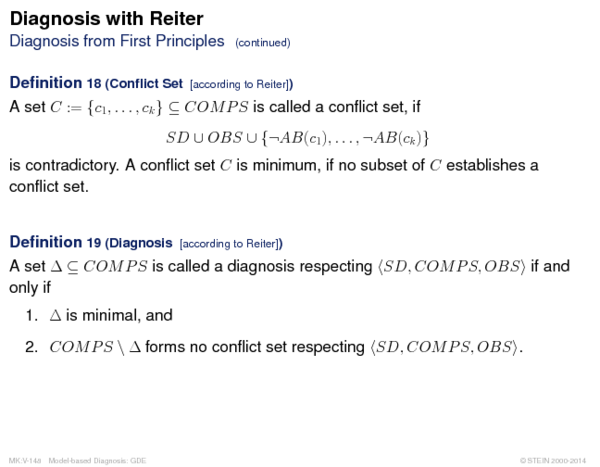 Diagnosis with Reiter
Diagnosis from First Principles (continued)
Definition 18 (Conflict Set [according to Reiter])
A set C := {c₁, . . . , cₖ} ⊆ COMPS is called a conflict set, if
SD ∪ OBS ∪ {¬AB(c₁), . . . , ¬AB(cₖ)}
is contradictory. A conflict set C is minimum, if no subset of C establishes a
conflict set.
Definition 19 (Diagnosis [according to Reiter])
A set Δ ⊆ COMPS is called a diagnosis respecting ⟨SD, COMPS, OBS⟩ if and
only if
1. Δ is minimal, and
2. COMPS \ Δ forms no conflict set respecting ⟨SD, COMPS, OBS⟩.
MK:V-148 Model-based Diagnosis: GDE © STEIN 2000-2014